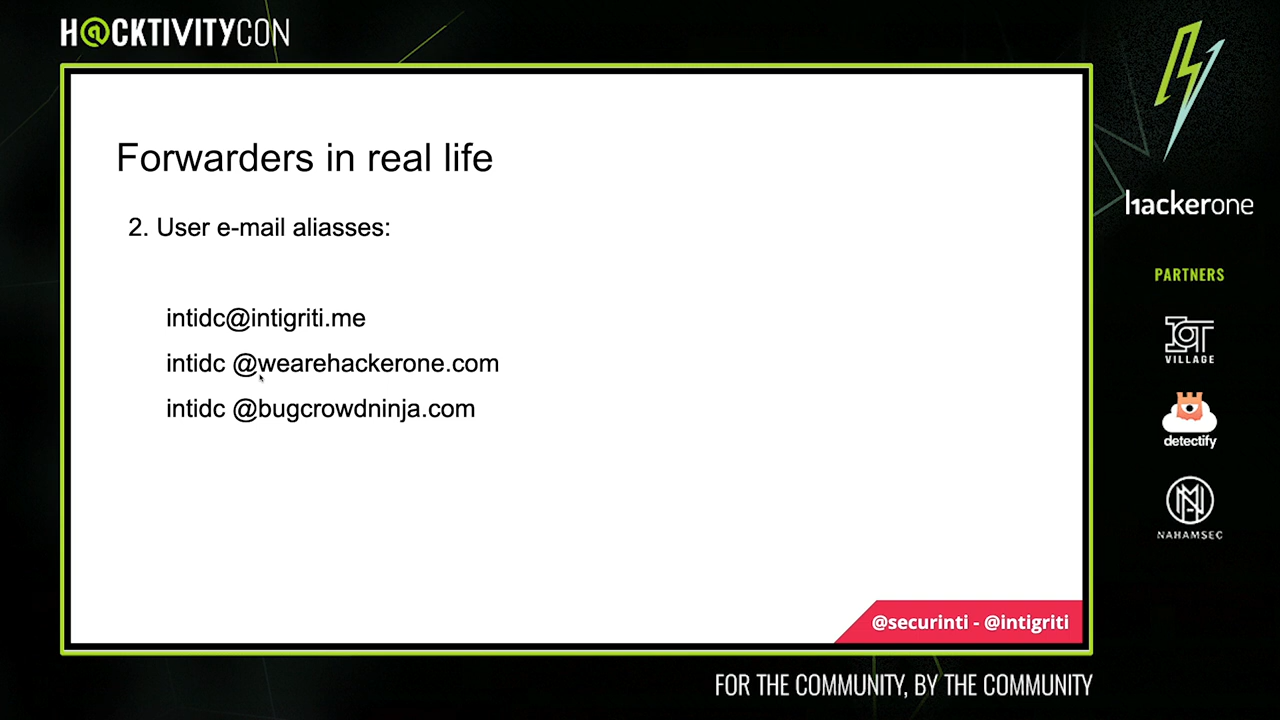 H@CKTIVITYCON
Forwarders in real life
2. User e-mail aliasses:
intidc@intigriti.me
intidc @wearehackerone.com
intidc @bugcrowdninja.com
@securinti - @intigriti
hackerone
PARTNERS
IOT
VILLAGE
detectify
NAHAMSEC
FOR THE COMMUNITY, BY THE COMMUNITY